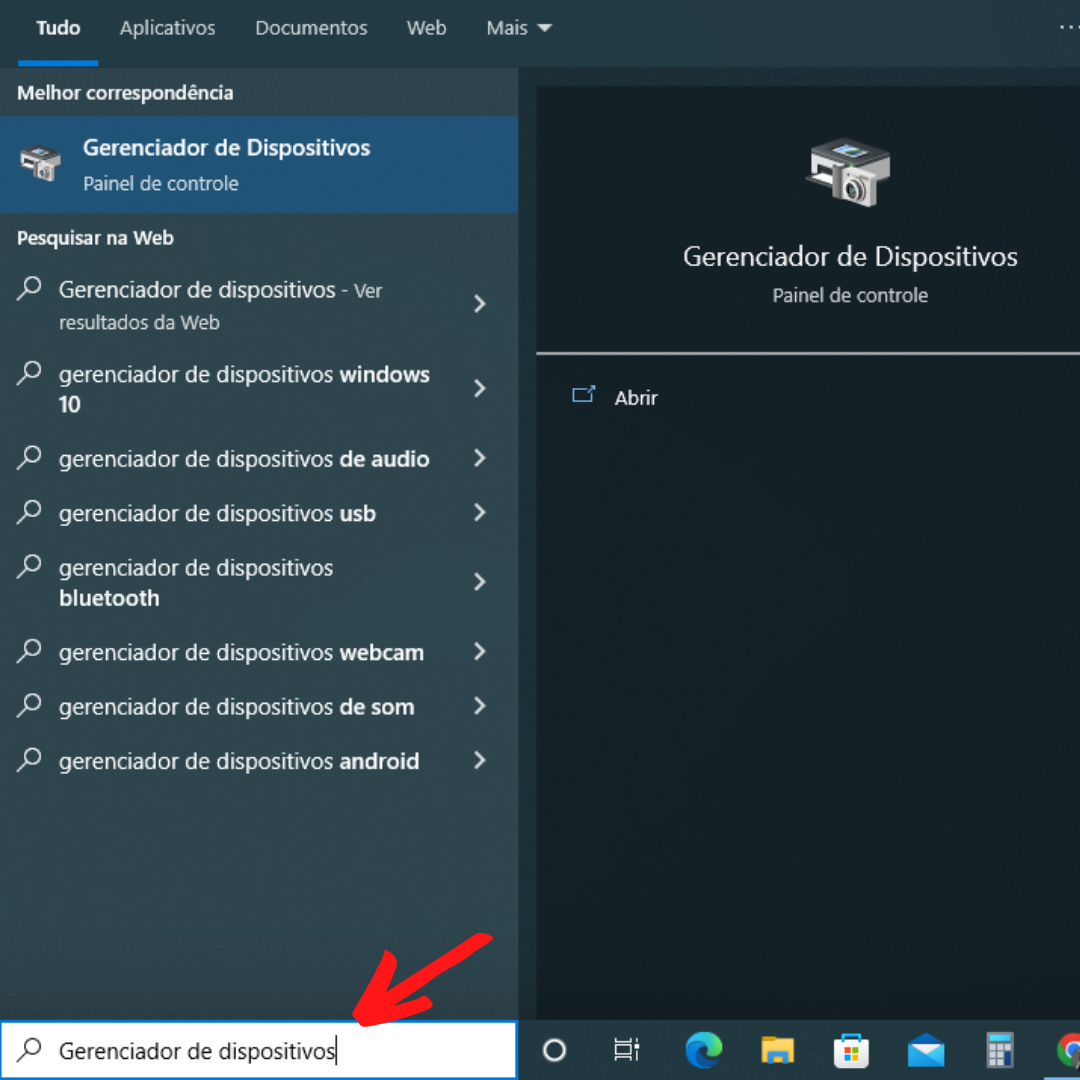 Tudo Aplicativos Documentos Web Mais
Melhor correspondência
Gerenciador de Dispositivos
Painel de controle
Pesquisar na Web
Gerenciador de dispositivos - Ver
resultados da Web
gerenciador de dispositivos windows
10
gerenciador de dispositivos de audio
gerenciador de dispositivos usb
gerenciador de dispositivos
bluetooth
gerenciador de dispositivos webcam
gerenciador de dispositivos de som
gerenciador de dispositivos android
Gerenciador de Dispositivos
Painel de controle
Abrir
Gerenciador de dispositivos